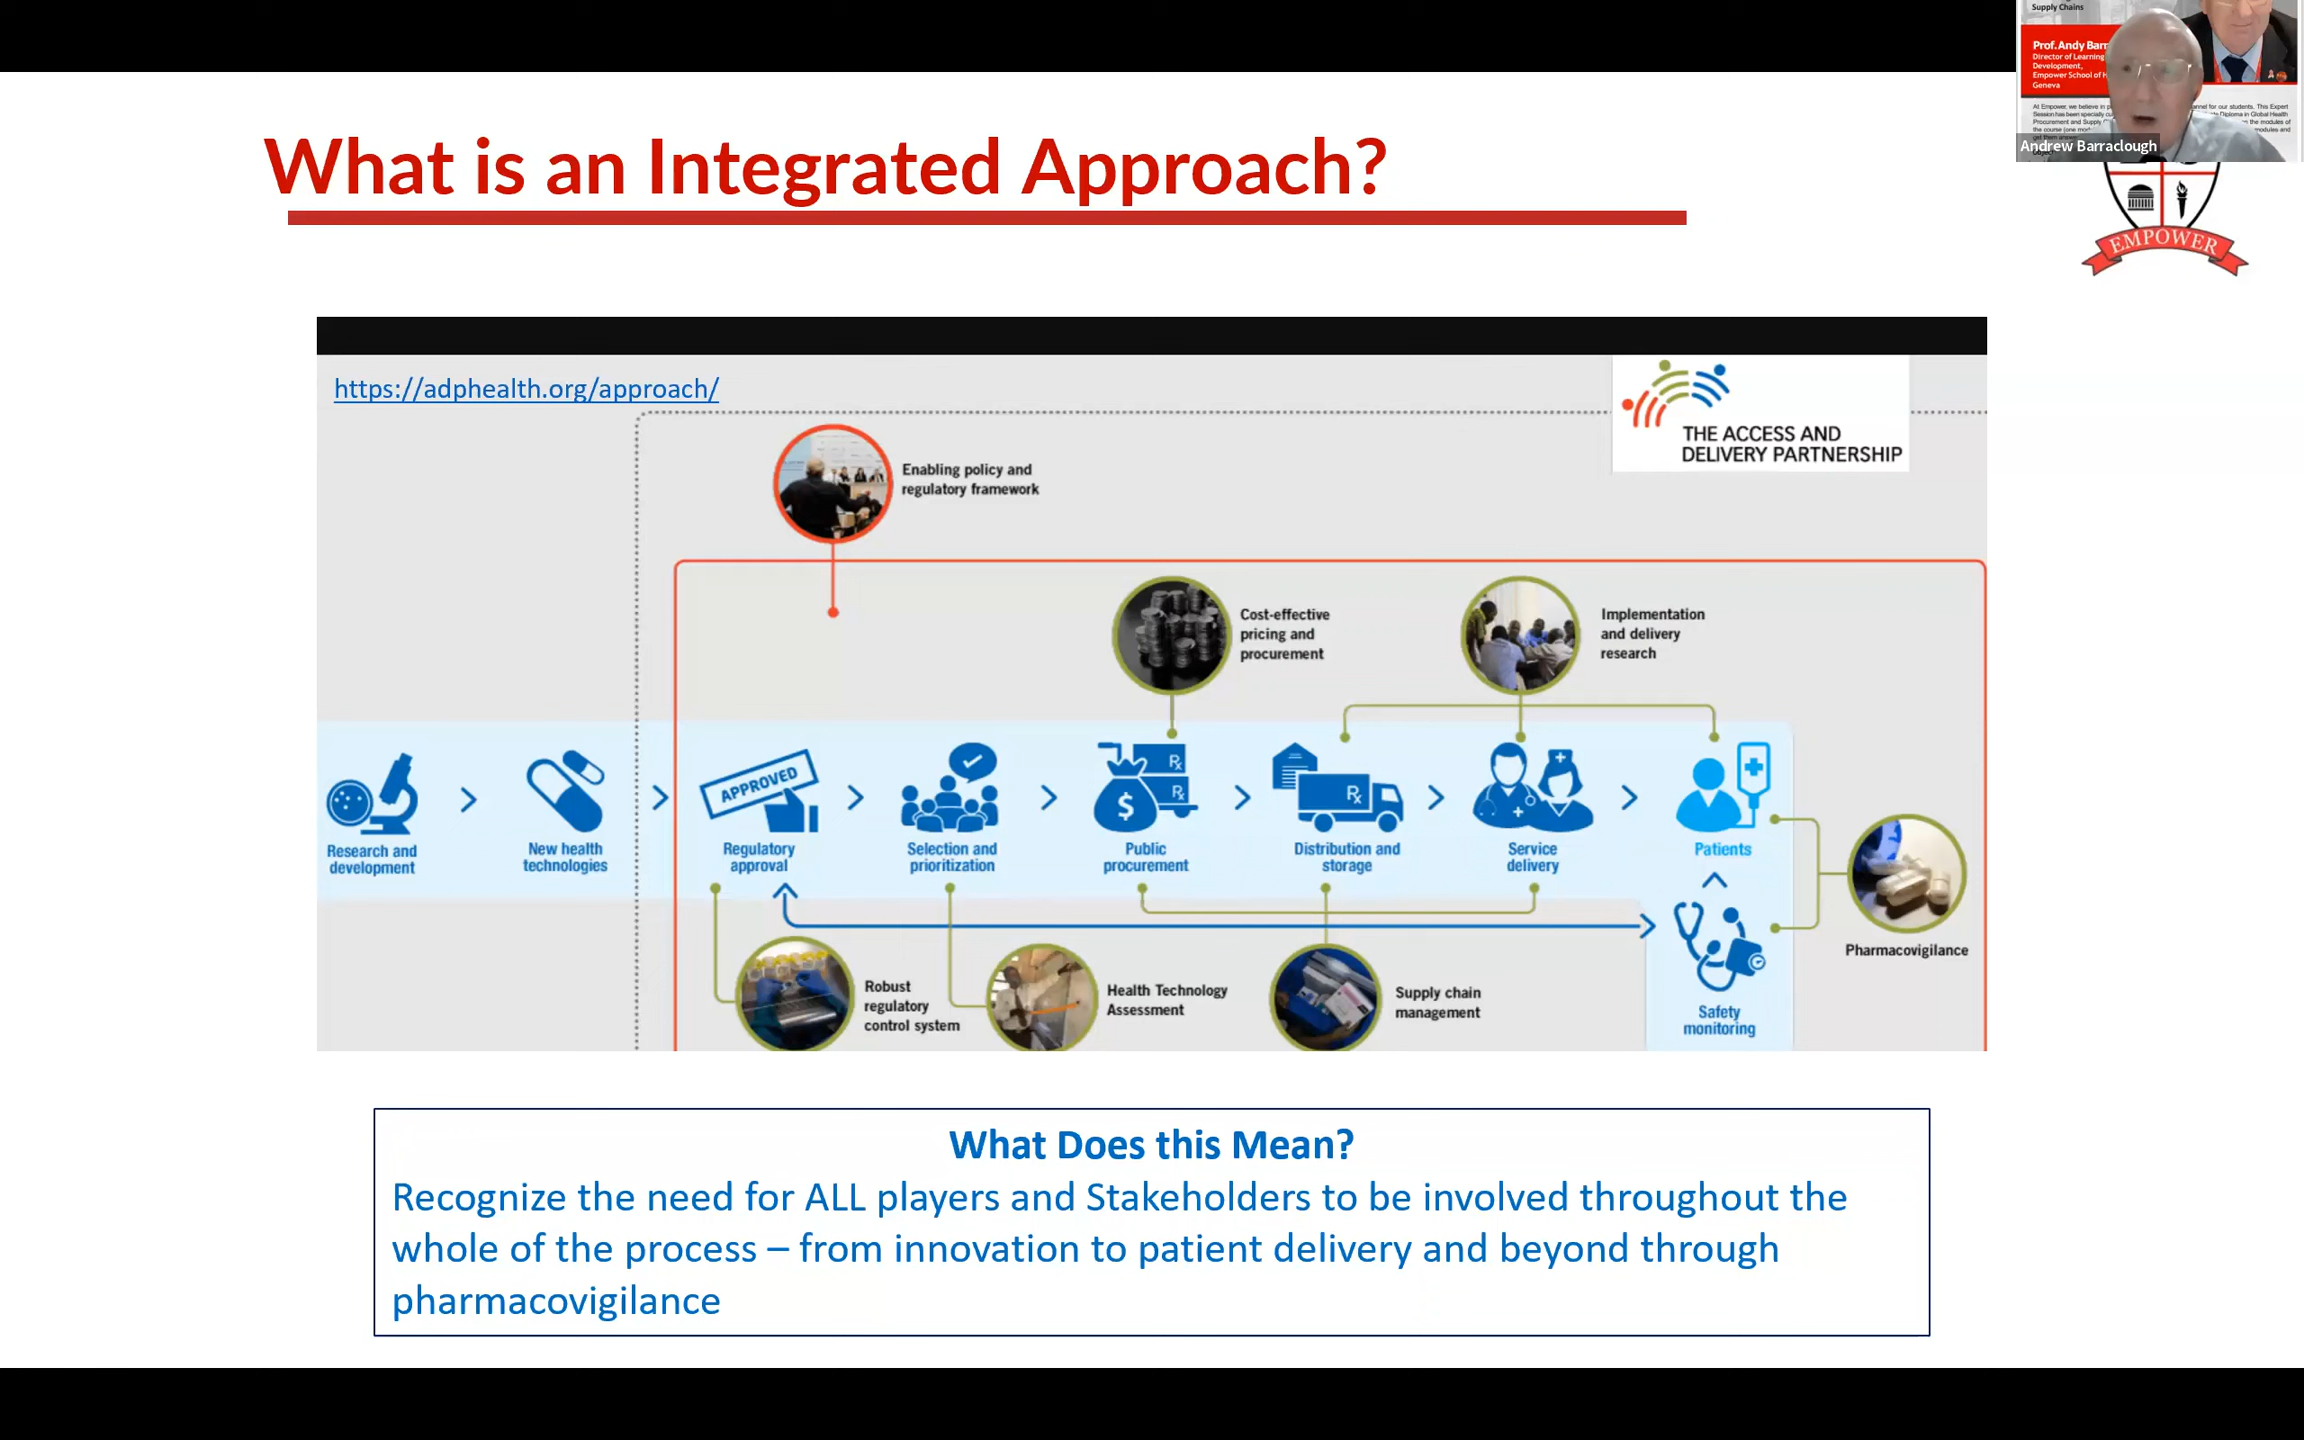 Supply Chains
Prof. Andy Barr
Director of Learning
Development,
Empower School of H
Geneva
Andrew Barraclough
What is an Integrated Approach?
EMPOWER
https://adphealth.org/approach/
THE ACCESS AND
DELIVERY PARTNERSHIP
Enabling policy and
regulatory framework
Cost-effective
pricing and
procurement
Implementation
and delivery
research
APPROVED
Rx
Rx
$
Rx
Research and
development
New health
technologies
Regulatory
approval
Selection and
prioritization
Public
procurement
Distribution and
storage
Service
delivery
Patients
Pharmacovigilance
Robust
regulatory
control system
Health Technology
Assessment
Supply chain
management
Safety
monitoring
What Does this Mean?
Recognize the need for ALL players and Stakeholders to be involved throughout the
whole of the process – from innovation to patient delivery and beyond through
pharmacovigilance